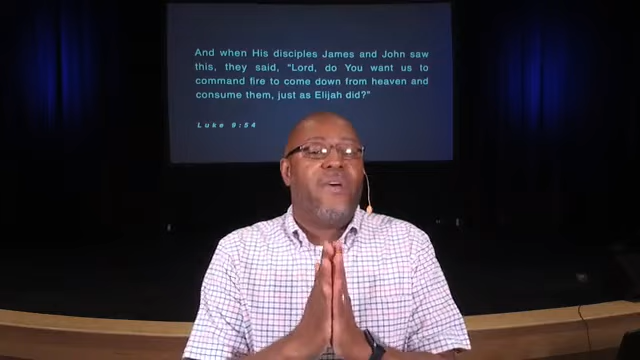 And when His disciples James and John saw
this, they said, "Lord, do You want us to
command fire to come down from heaven and
consume them, just as Elijah did?"
Luke 9:54